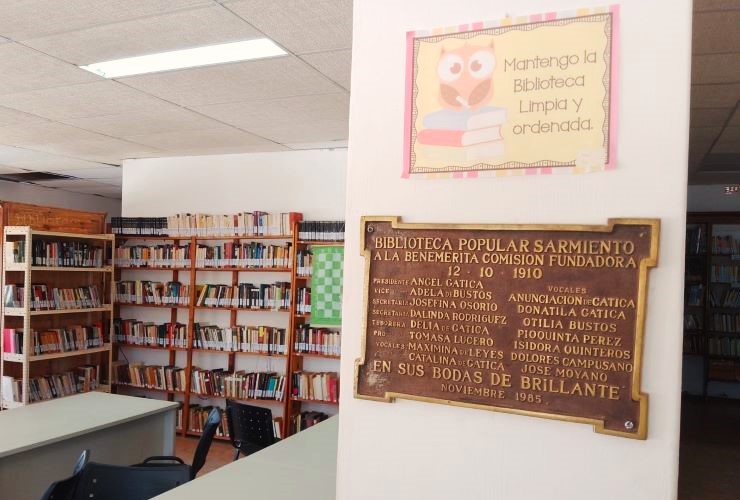 Mantengo la
Biblioteca
Limpia y
ordenada.
BIBLIOTECA POPULAR SARMIENTO
A LA BENEMERITA COMISION FUNDADORA
12 - 10 - 1910
PRESIDENTE ANGEL GATICA
VICE ADELA DE BUSTOS
SECRETARIA JOSEFINA OSORIO
SECRETARIA DALINDA RODRIGUEZ
TESORERA DELIA DE GATICA
PRO TOMASA LUCERO
VOCALES MAXIMINA DE LEYES
CATALINA DE GATICA
VOCALES
ANUNCIACION DE GATICA
DONATILA GATICA
OTILIA BUSTOS
PIOQUINTA PEREZ
ISIDORA QUINTEROS
DOLORES CAMPUSANO
JOSE MOYANO
EN SUS BODAS DE BRILLANTE
NOVIEMBRE 1985